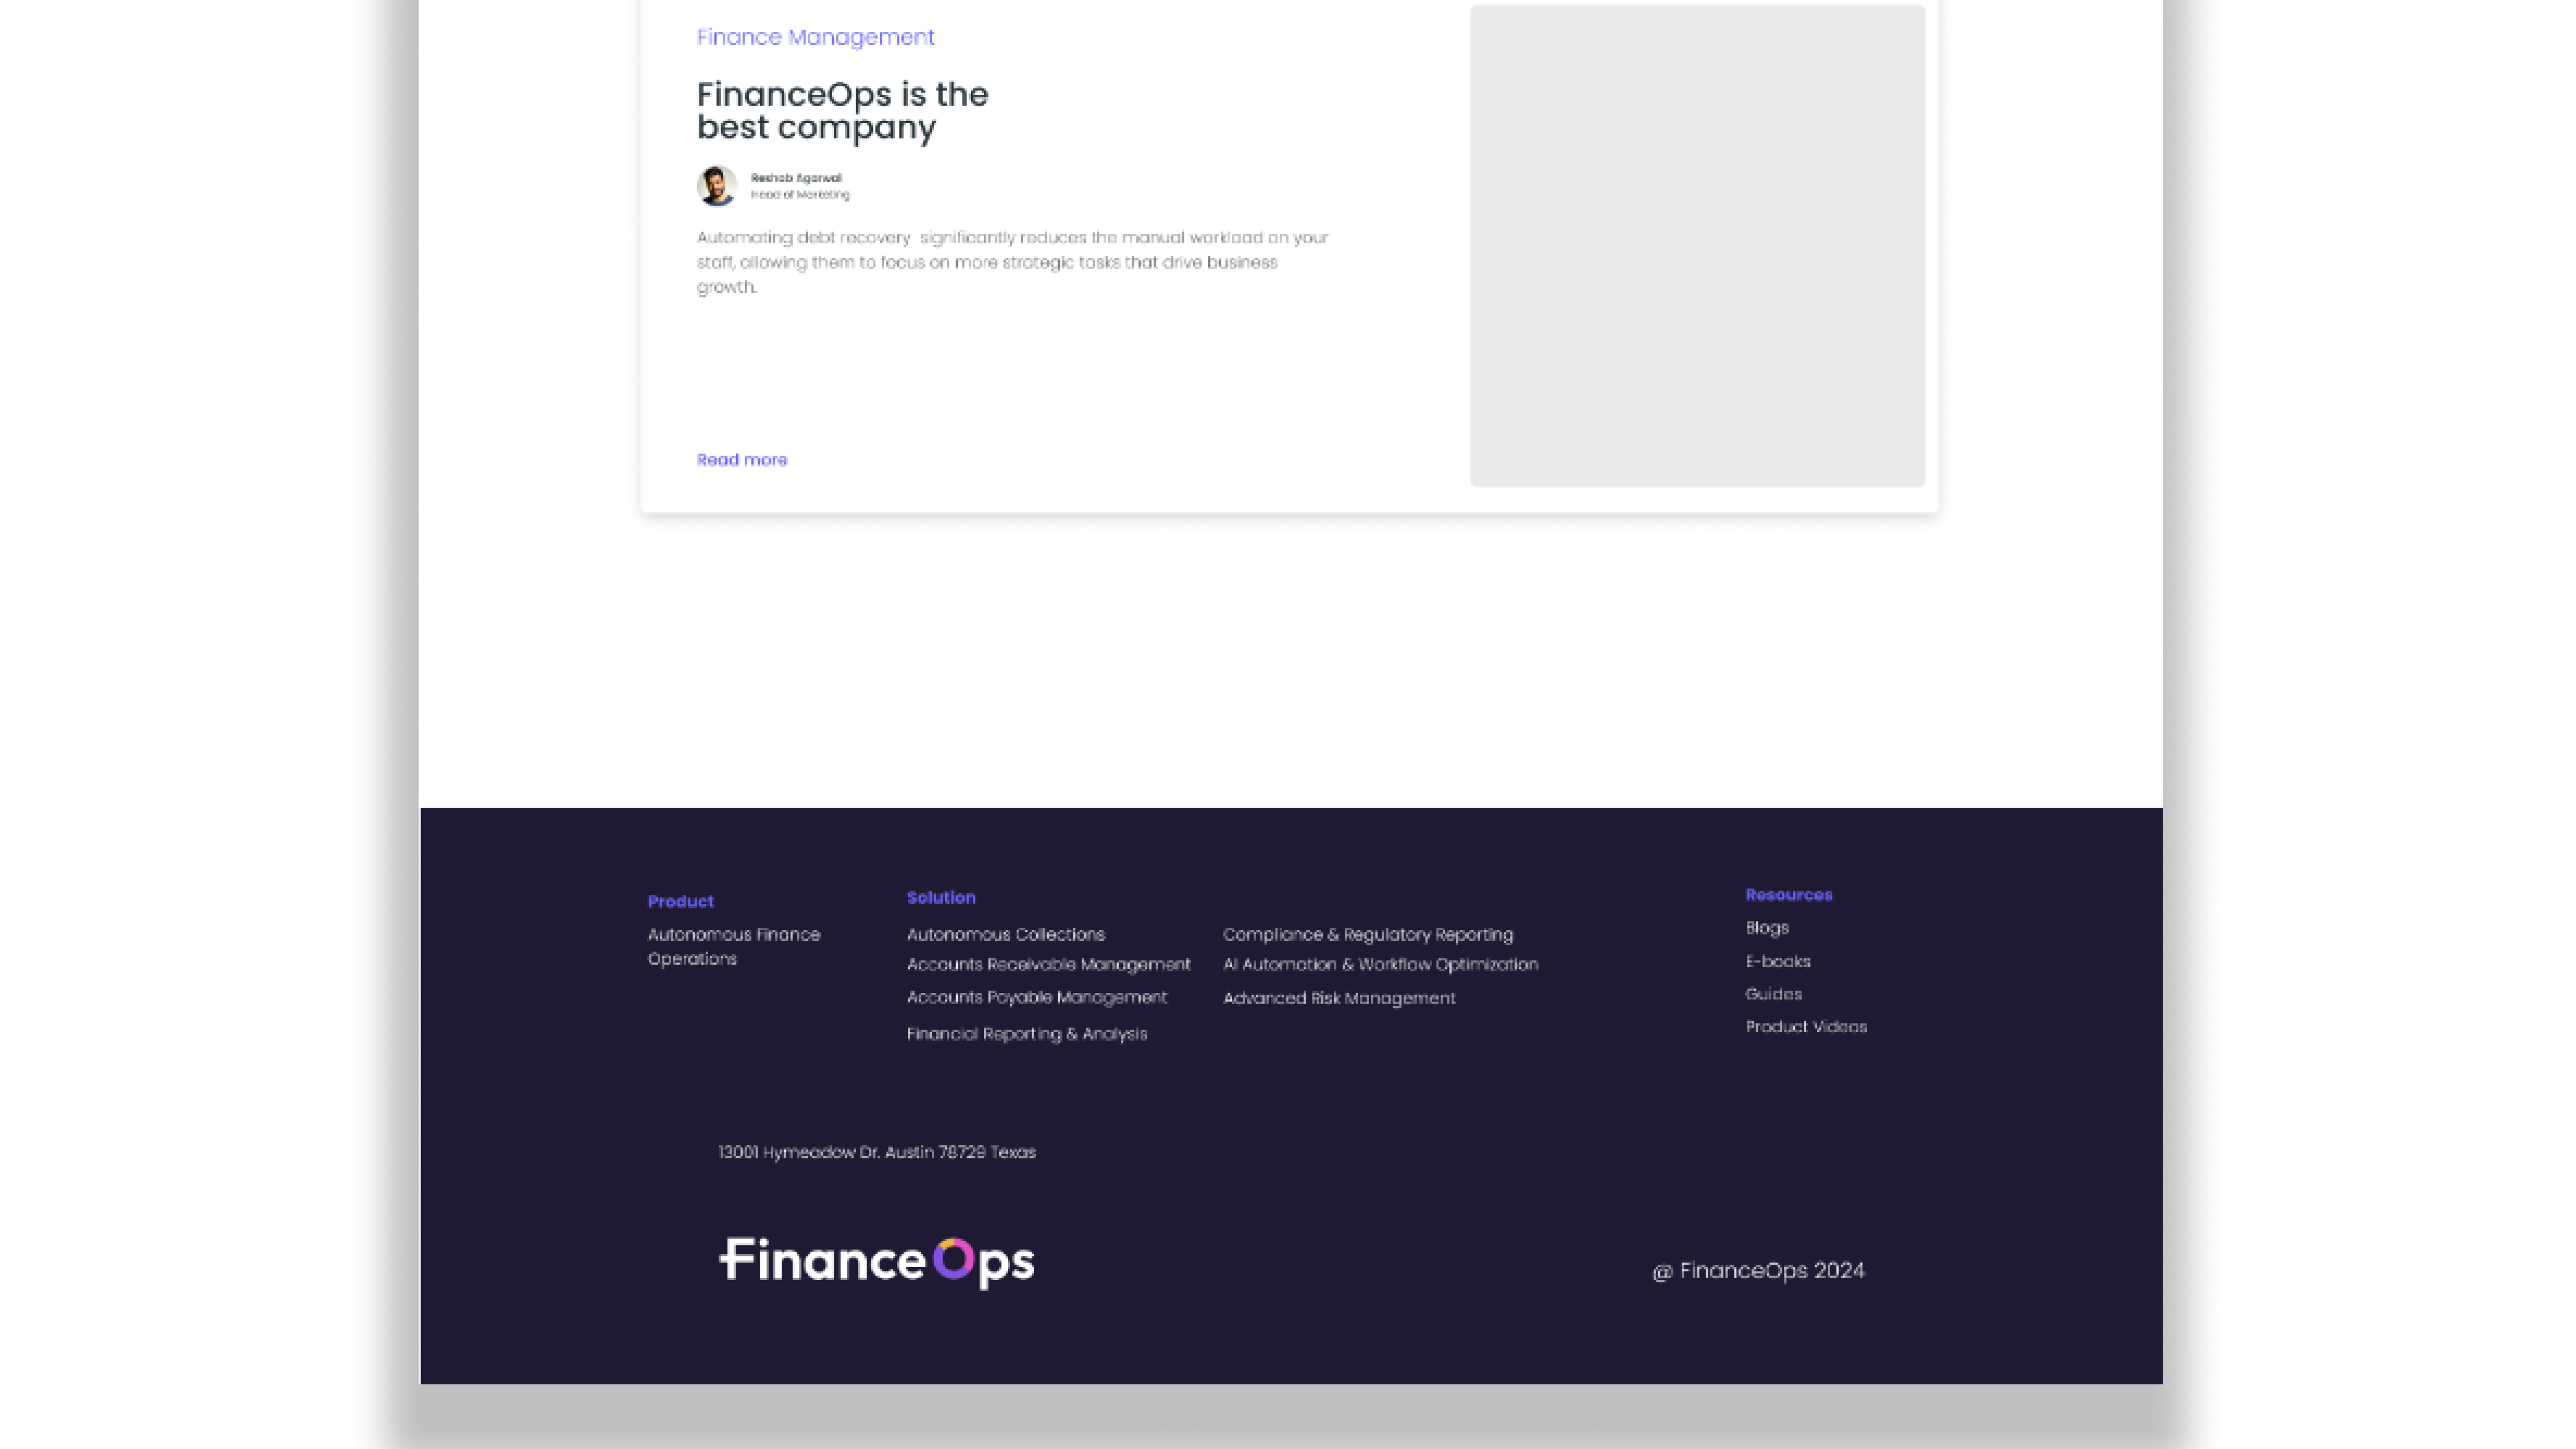 Finance Management
FinanceOps is the
best company
Reshab Agarwal
Head of Marketing
Automating debt recovery significantly reduces the manual workload on your
staff, allowing them to focus on more strategic tasks that drive business
growth.
Read more
Product
Autonomous Finance
Operations
Solution
Autonomous Collections
Accounts Receivable Management
Accounts Payable Management
Financial Reporting & Analysis
Compliance & Regulatory Reporting
AI Automation & Workflow Optimization
Advanced Risk Management
Resources
Blogs
E-books
Guides
Product Videos
13001 Hymeadow Dr. Austin 78729 Texas
FinanceOps
@ FinanceOps 2024